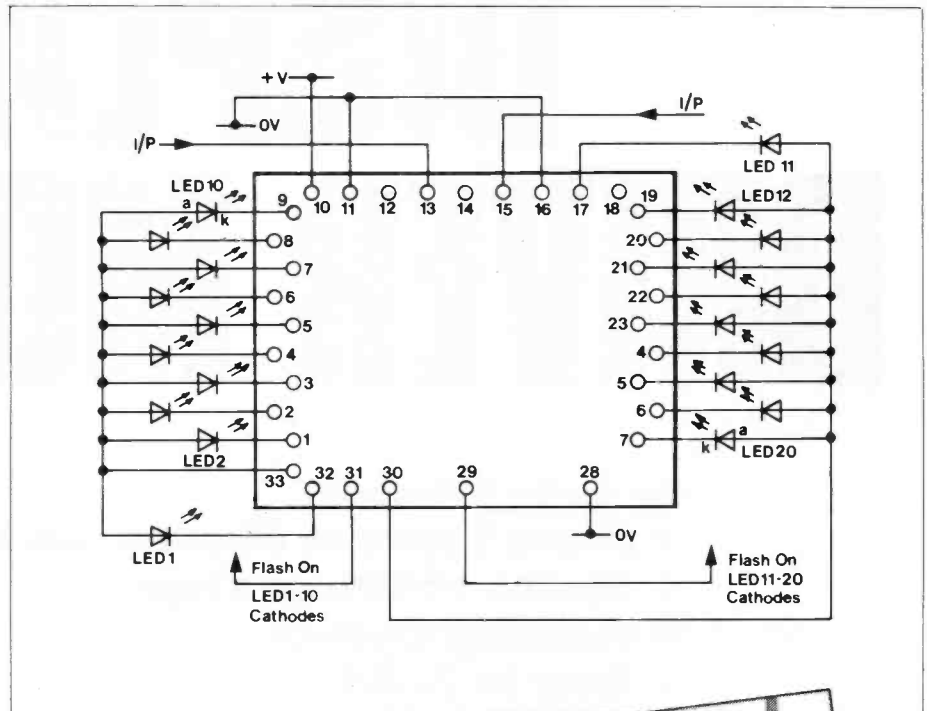 + V
0V
I/P
I/P
LED 11
LED10
a
k
9
10
11
12
13
14
15
16
17
18
19
LED12
8
20
7
21
6
22
5
23
4
4
3
5
2
6
1
7
a
k
LED2
LED20
33
32
31
30
29
28
0V
LED1
Flash On
LED1-10
Cathodes
Flash On
LED11-20
Cathodes